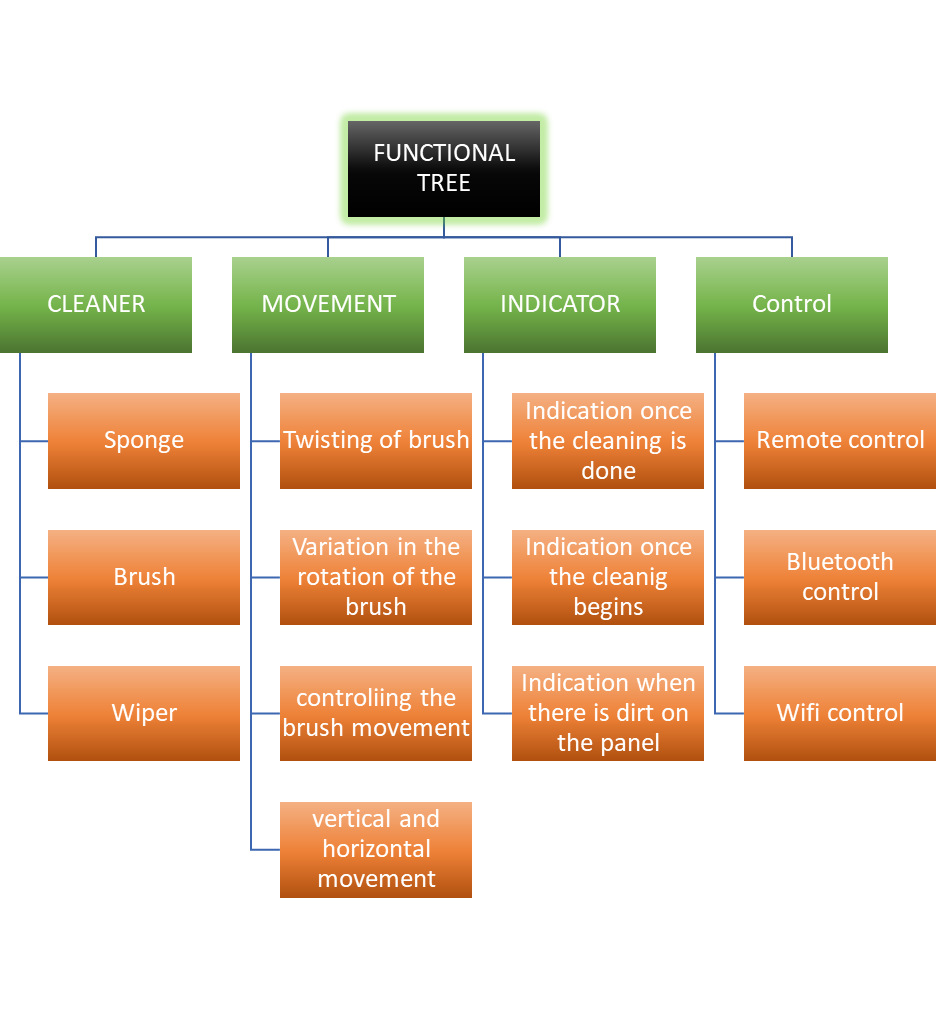 FUNCTIONAL
TREE
CLEANER
Sponge
Brush
Wiper
MOVEMENT
Twisting of brush
Variation in the
rotation of the
brush
controliing the
brush movement
vertical and
horizontal
movement
INDICATOR
Indication once
the cleaning is
done
Indication once
the cleanig
begins
Indication when
there is dirt on
the panel
Control
Remote control
Bluetooth
control
Wifi control